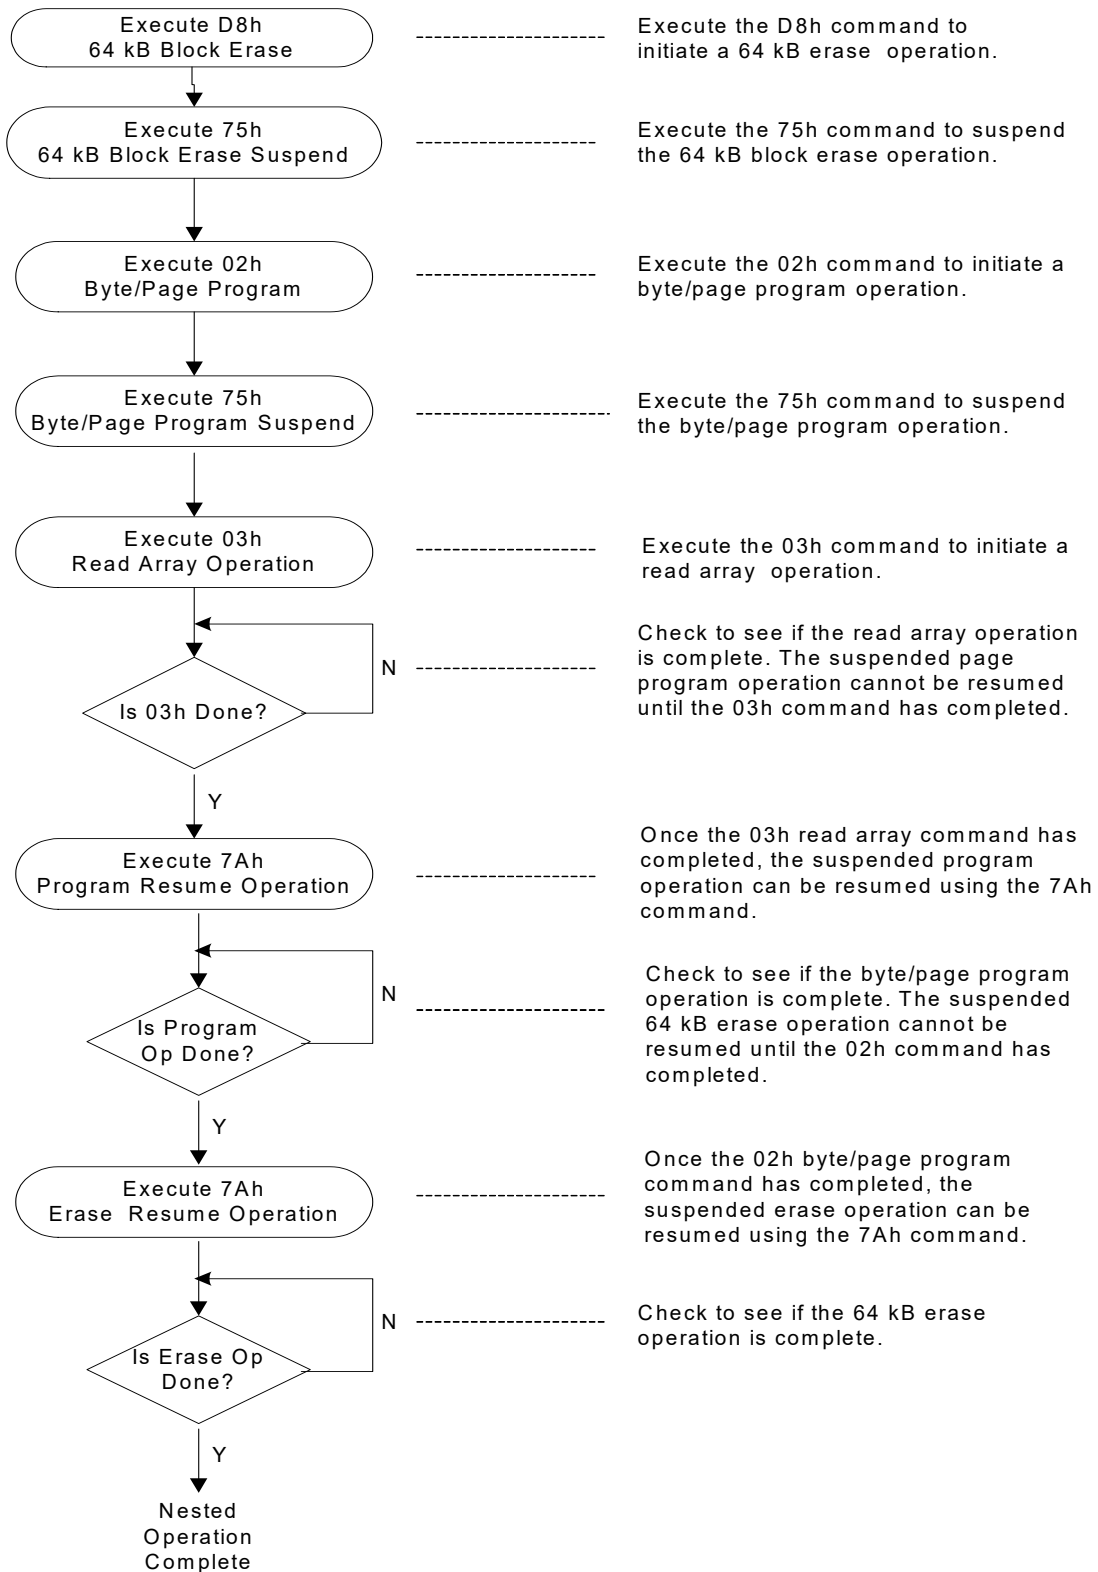 Execute D8h
64 kB Block Erase
Execute the D8h command to
initiate a 64 kB erase operation.
Execute 75h
64 kB Block Erase Suspend
Execute the 75h command to suspend
the 64 kB block erase operation.
Execute 02h
Byte/Page Program
Execute the 02h command to initiate a
byte/page program operation.
Execute 75h
Byte/Page Program Suspend
Execute the 75h command to suspend
the byte/page program operation.
Execute 03h
Read Array Operation
Execute the 03h command to initiate a
read array operation.
Is 03h Done?
N
Check to see if the read array operation
is complete. The suspended page
program operation cannot be resumed
until the 03h command has completed.
Y
Execute 7Ah
Program Resume Operation
Once the 03h read array command has
completed, the suspended program
operation can be resumed using the 7Ah
command.
Is Program
Op Done?
N
Check to see if the byte/page program
operation is complete. The suspended
64 kB erase operation cannot be
resumed until the 02h command has
completed.
Y
Execute 7Ah
Erase Resume Operation
Once the 02h byte/page program
command has completed, the
suspended erase operation can be
resumed using the 7Ah command.
Is Erase Op
Done?
N
Check to see if the 64 kB erase
operation is complete.
Y
Nested
Operation
Complete